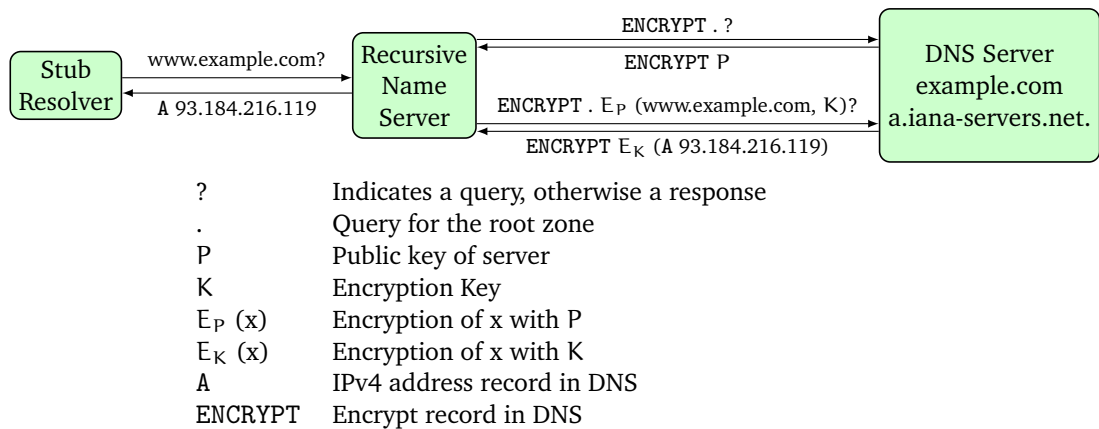 Stub
Resolver
www.example.com?
A 93.184.216.119
Recursive
Name
Server
ENCRYPT . ?
ENCRYPT P
ENCRYPT . E_P (www.example.com, K)?
ENCRYPT E_K (A 93.184.216.119)
DNS Server
example.com
a.iana-servers.net.
? Indicates a query, otherwise a response
. Query for the root zone
P Public key of server
K Encryption Key
E_P (x) Encryption of x with P
E_K (x) Encryption of x with K
A IPv4 address record in DNS
ENCRYPT Encrypt record in DNS